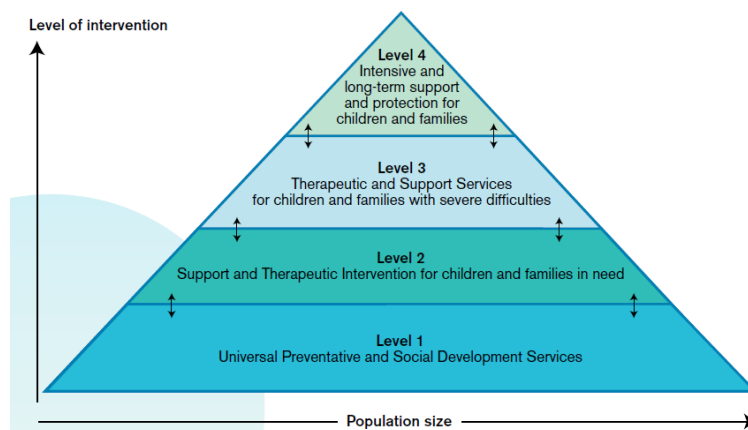 Level of intervention
Level 4
Intensive and
long-term support
and protection for
children and families
Level 3
Therapeutic and Support Services
for children and families with severe difficulties
Level 2
Support and Therapeutic Intervention for children and families in need
Level 1
Universal Preventative and Social Development Services
Population size